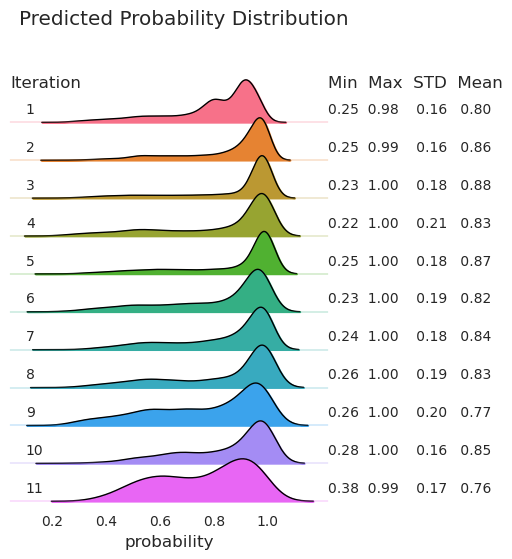 Predicted Probability Distribution
Iteration Min Max STD Mean
1 0.25 0.98 0.16 0.80
2 0.25 0.99 0.16 0.86
3 0.23 1.00 0.18 0.88
4 0.22 1.00 0.21 0.83
5 0.25 1.00 0.18 0.87
6 0.23 1.00 0.19 0.82
7 0.24 1.00 0.18 0.84
8 0.26 1.00 0.19 0.83
9 0.26 1.00 0.20 0.77
10 0.28 1.00 0.16 0.85
11 0.38 0.99 0.17 0.76
0.2 0.4 0.6 0.8 1.0
probability